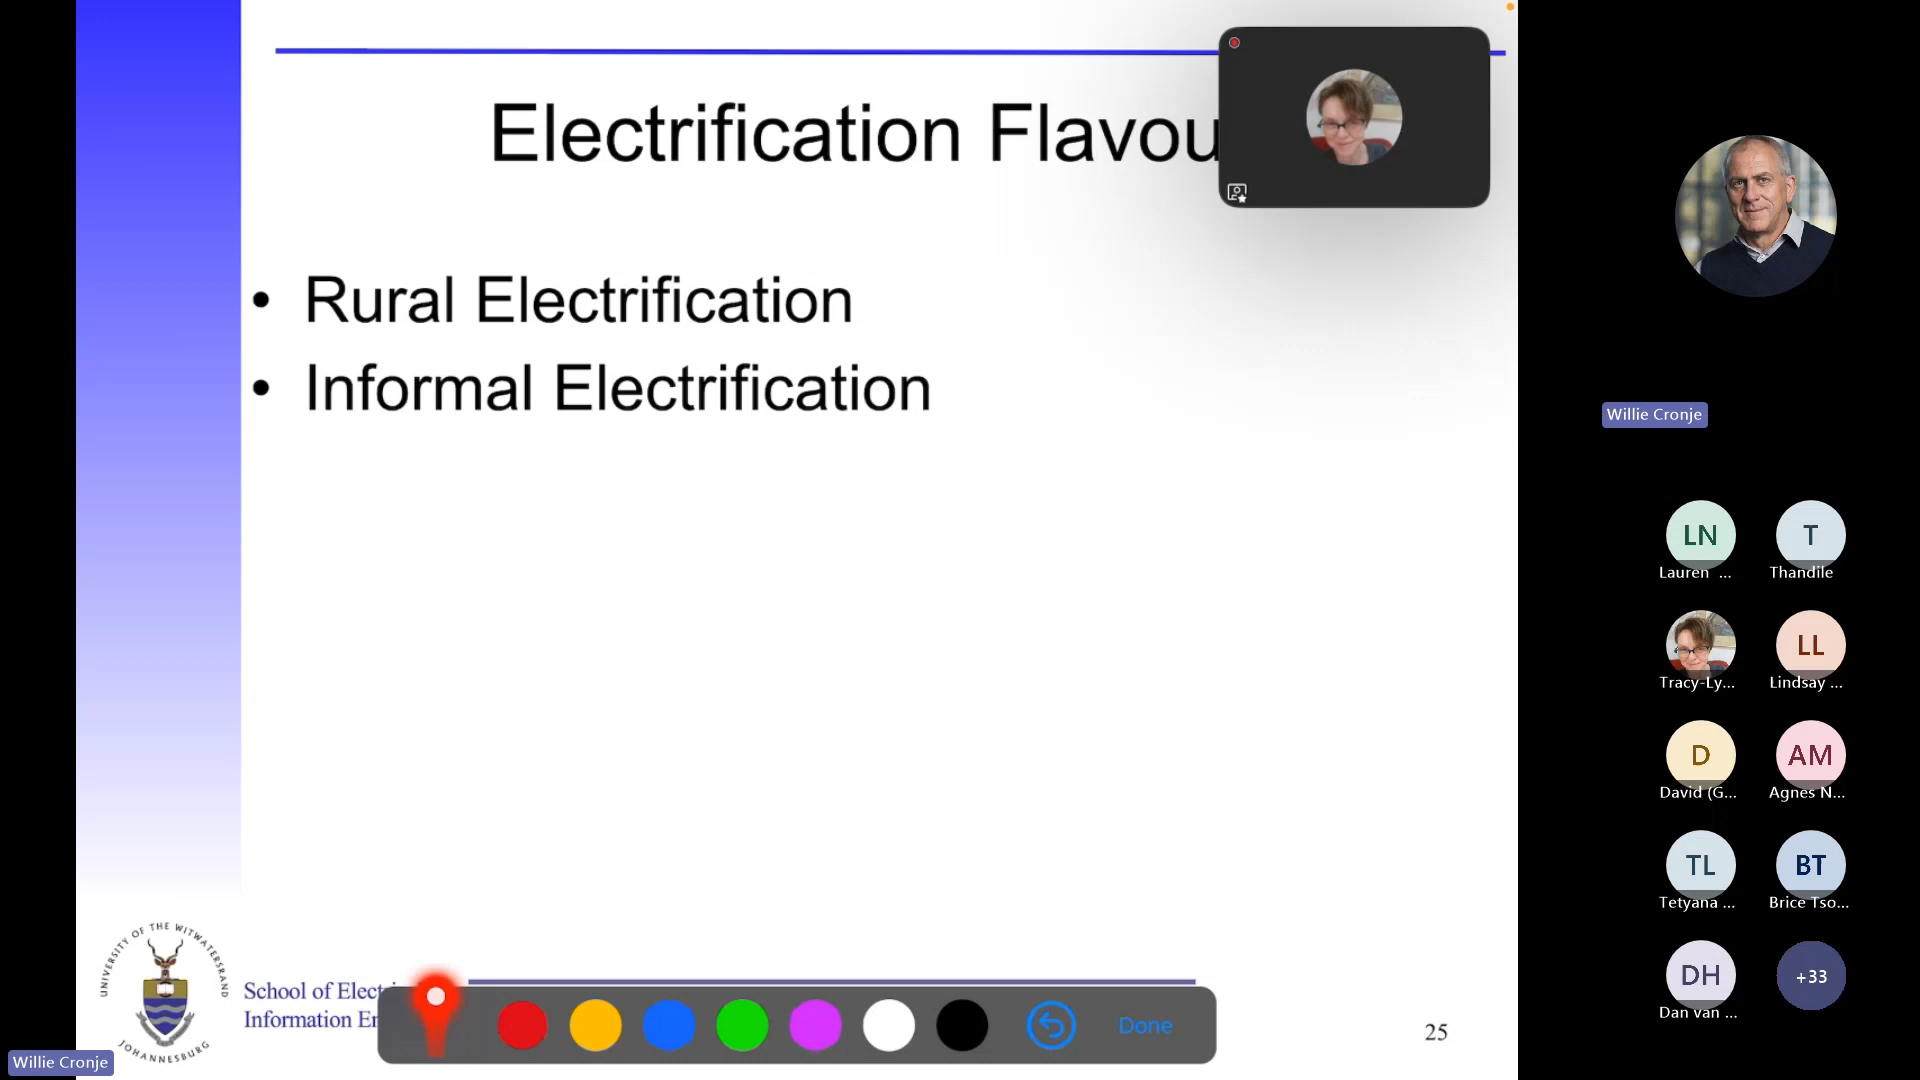 Electrification Flavou
• Rural Electrification
• Informal Electrification
UNIVERSITY OF THE WITWATERSRAND
JOHANNESBURG
School of Elect
Information En
Done
25
Willie Cronje
Willie Cronje
LN
T
Lauren ...
Thandile
LL
Tracy-Ly...
Lindsay ...
D
AM
David (G...
Agnes N...
TL
BT
Tetyana ...
Brice Tso...
DH
+33
Dan van ...